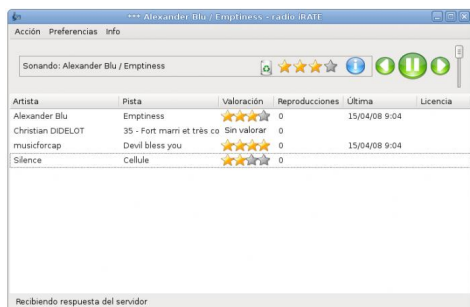 *** Alexander Blu / Emptiness - radio iRATE
Acción Preferencias Info
Sonando: Alexander Blu / Emptiness
Artista Pista Valoración Reproducciones Última Licencia
Alexander Blu Emptiness 0 15/04/08 9:04
Christian DIDELOT 35 - Fort marri et très co Sin valorar 0
musicforcap Devil bless you 0 15/04/08 9:04
Silence Cellule 0
Recibiendo respuesta del servidor